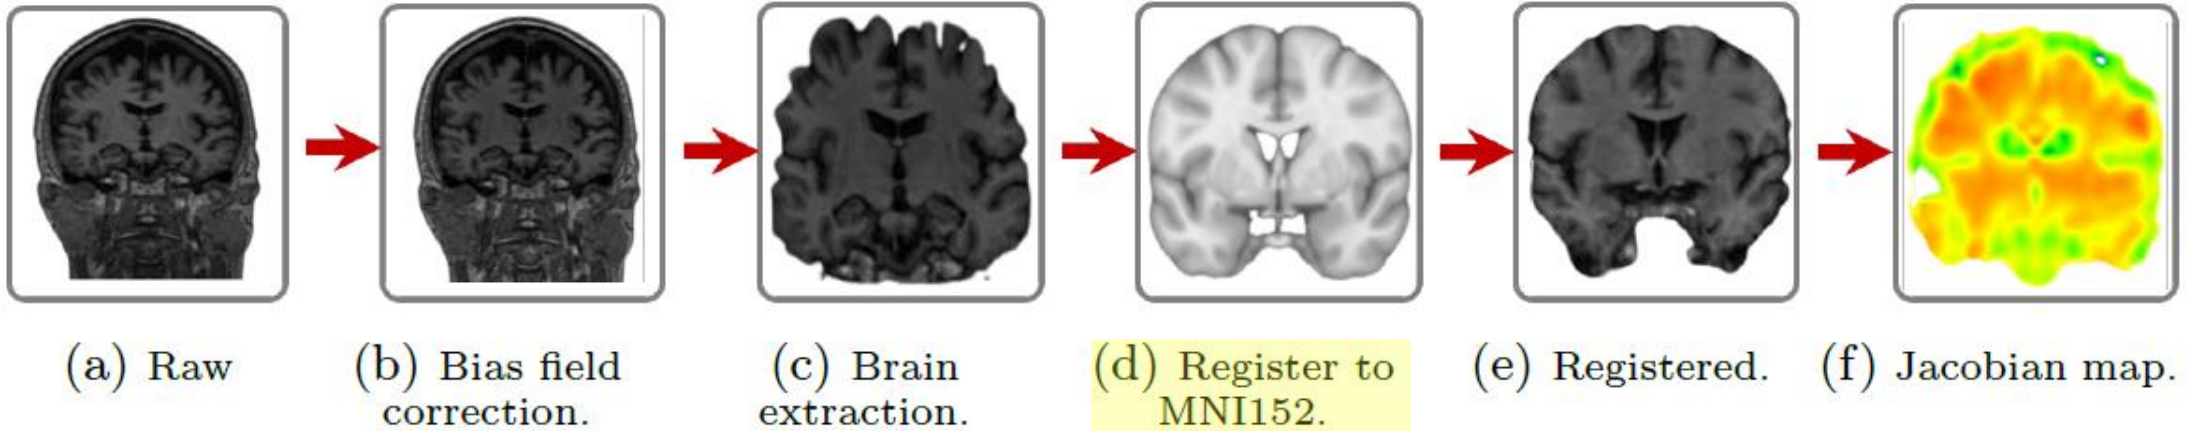 (a) Raw
(b) Bias field
correction.
(c) Brain
extraction.
(d) Register to
MNI152.
(e) Registered.
(f) Jacobian map.